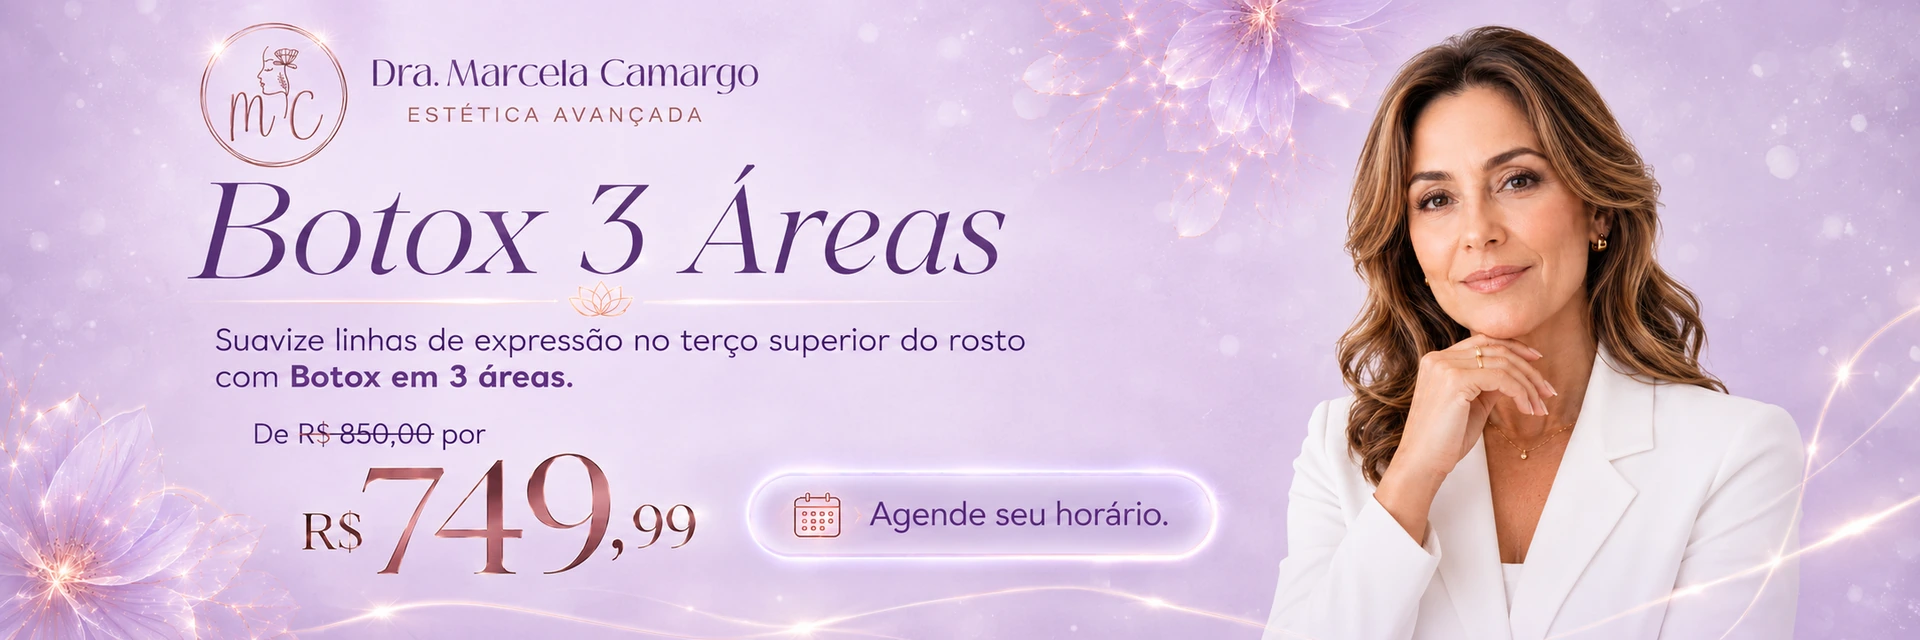 MC
Dra. Marcela Camargo
ESTÉTICA AVANÇADA
Botox 3 Áreas
Suavize linhas de expressão no terço superior do rosto
com Botox em 3 áreas.
De R$ 850,00 por
R$ 749,99
Agende seu horário.